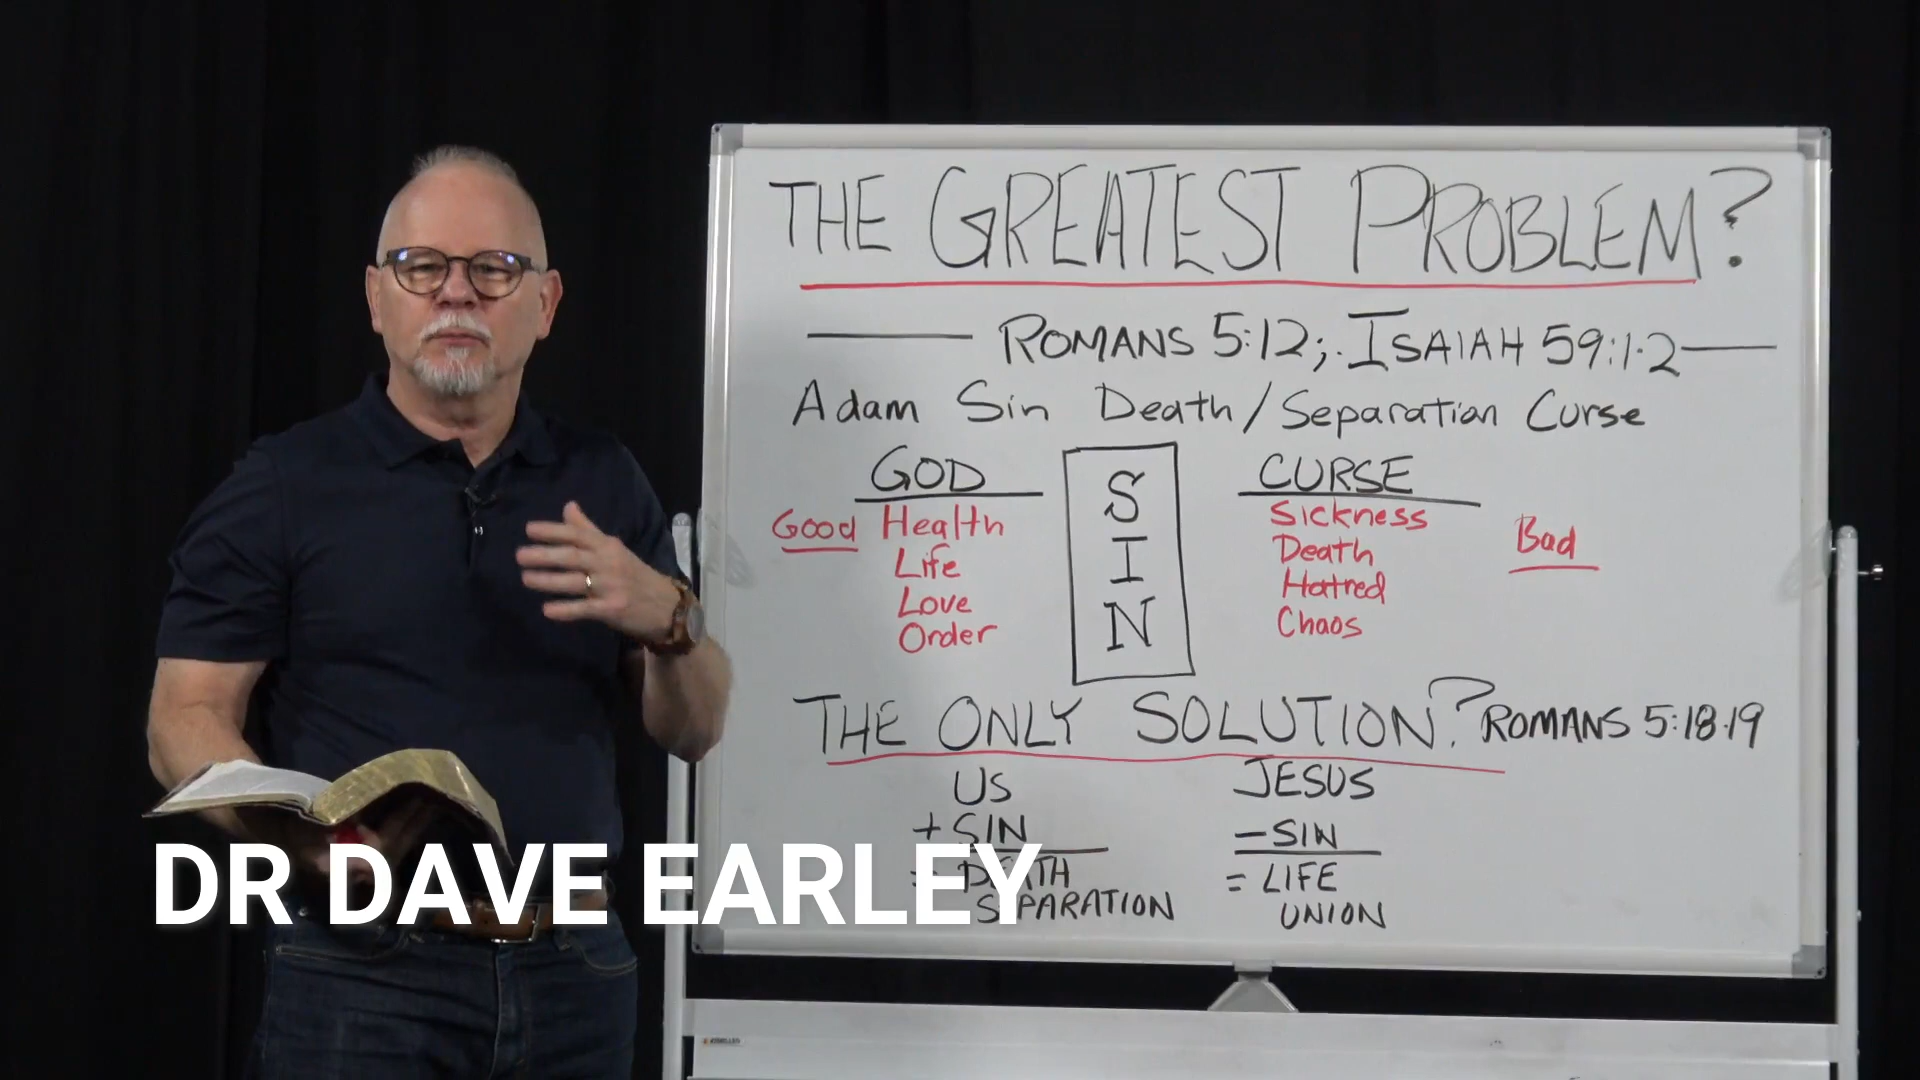 THE GREATEST PROBLEM?
ROMANS 5:12; ISAIAH 59:1-2
Adam Sin Death/Separation Curse
GOD
Good Health
Life
Love
Order
SIN
CURSE
Sickness
Death
Hatred
Chaos
Bad
THE ONLY SOLUTION? ROMANS 5:18-19
US
+ SIN
= DEATH
SEPARATION
JESUS
- SIN
= LIFE
UNION
DR DAVE EARLEY